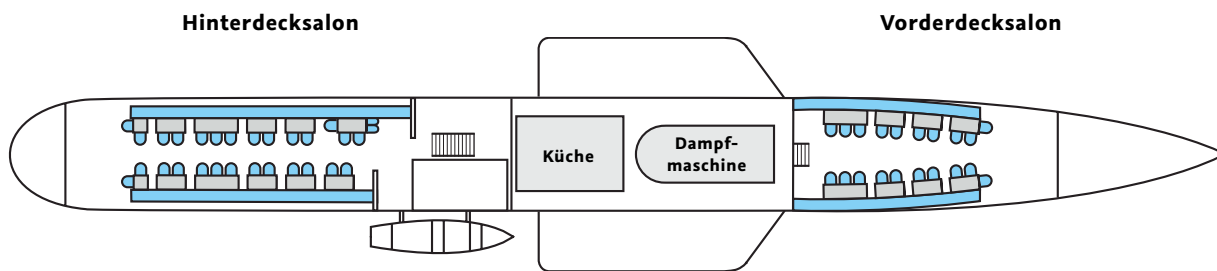 Hinterdecksalon
Vorderdecksalon
Küche
Dampf-
maschine